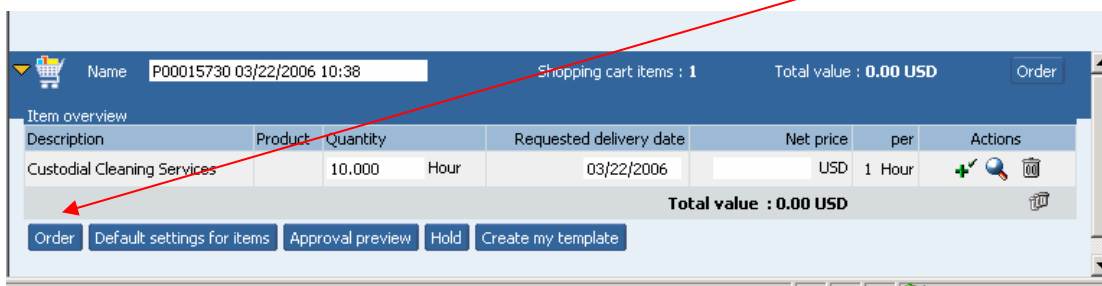 Name P00015730 03/22/2006 10:38 Shopping cart items : 1 Total value : 0.00 USD Order
Item overview
Description Product Quantity Requested delivery date Net price per Actions
Custodial Cleaning Services 10.000 Hour 03/22/2006 USD 1 Hour
Total value : 0.00 USD
Order Default settings for items Approval preview Hold Create my template